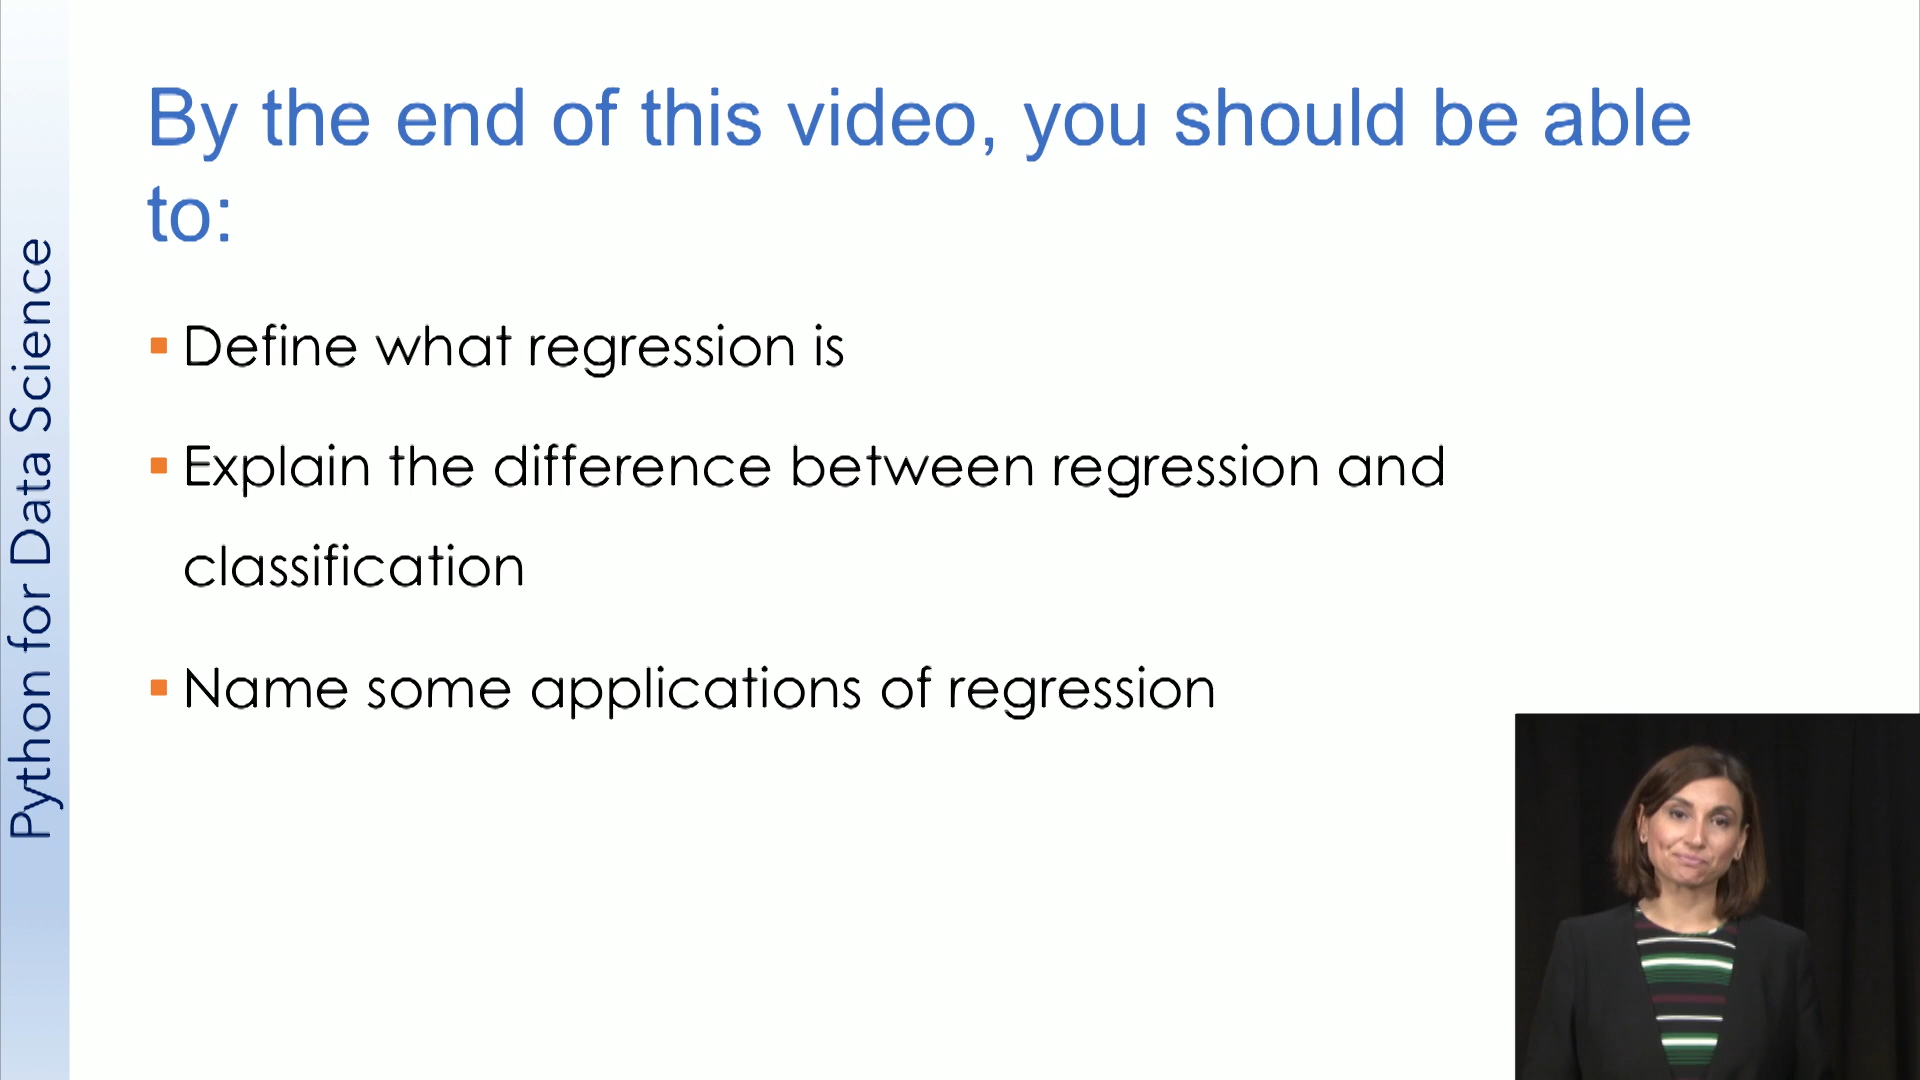 By the end of this video, you should be able
to:
▪ Define what regression is
▪ Explain the difference between regression and
classification
▪ Name some applications of regression
Python for Data Science